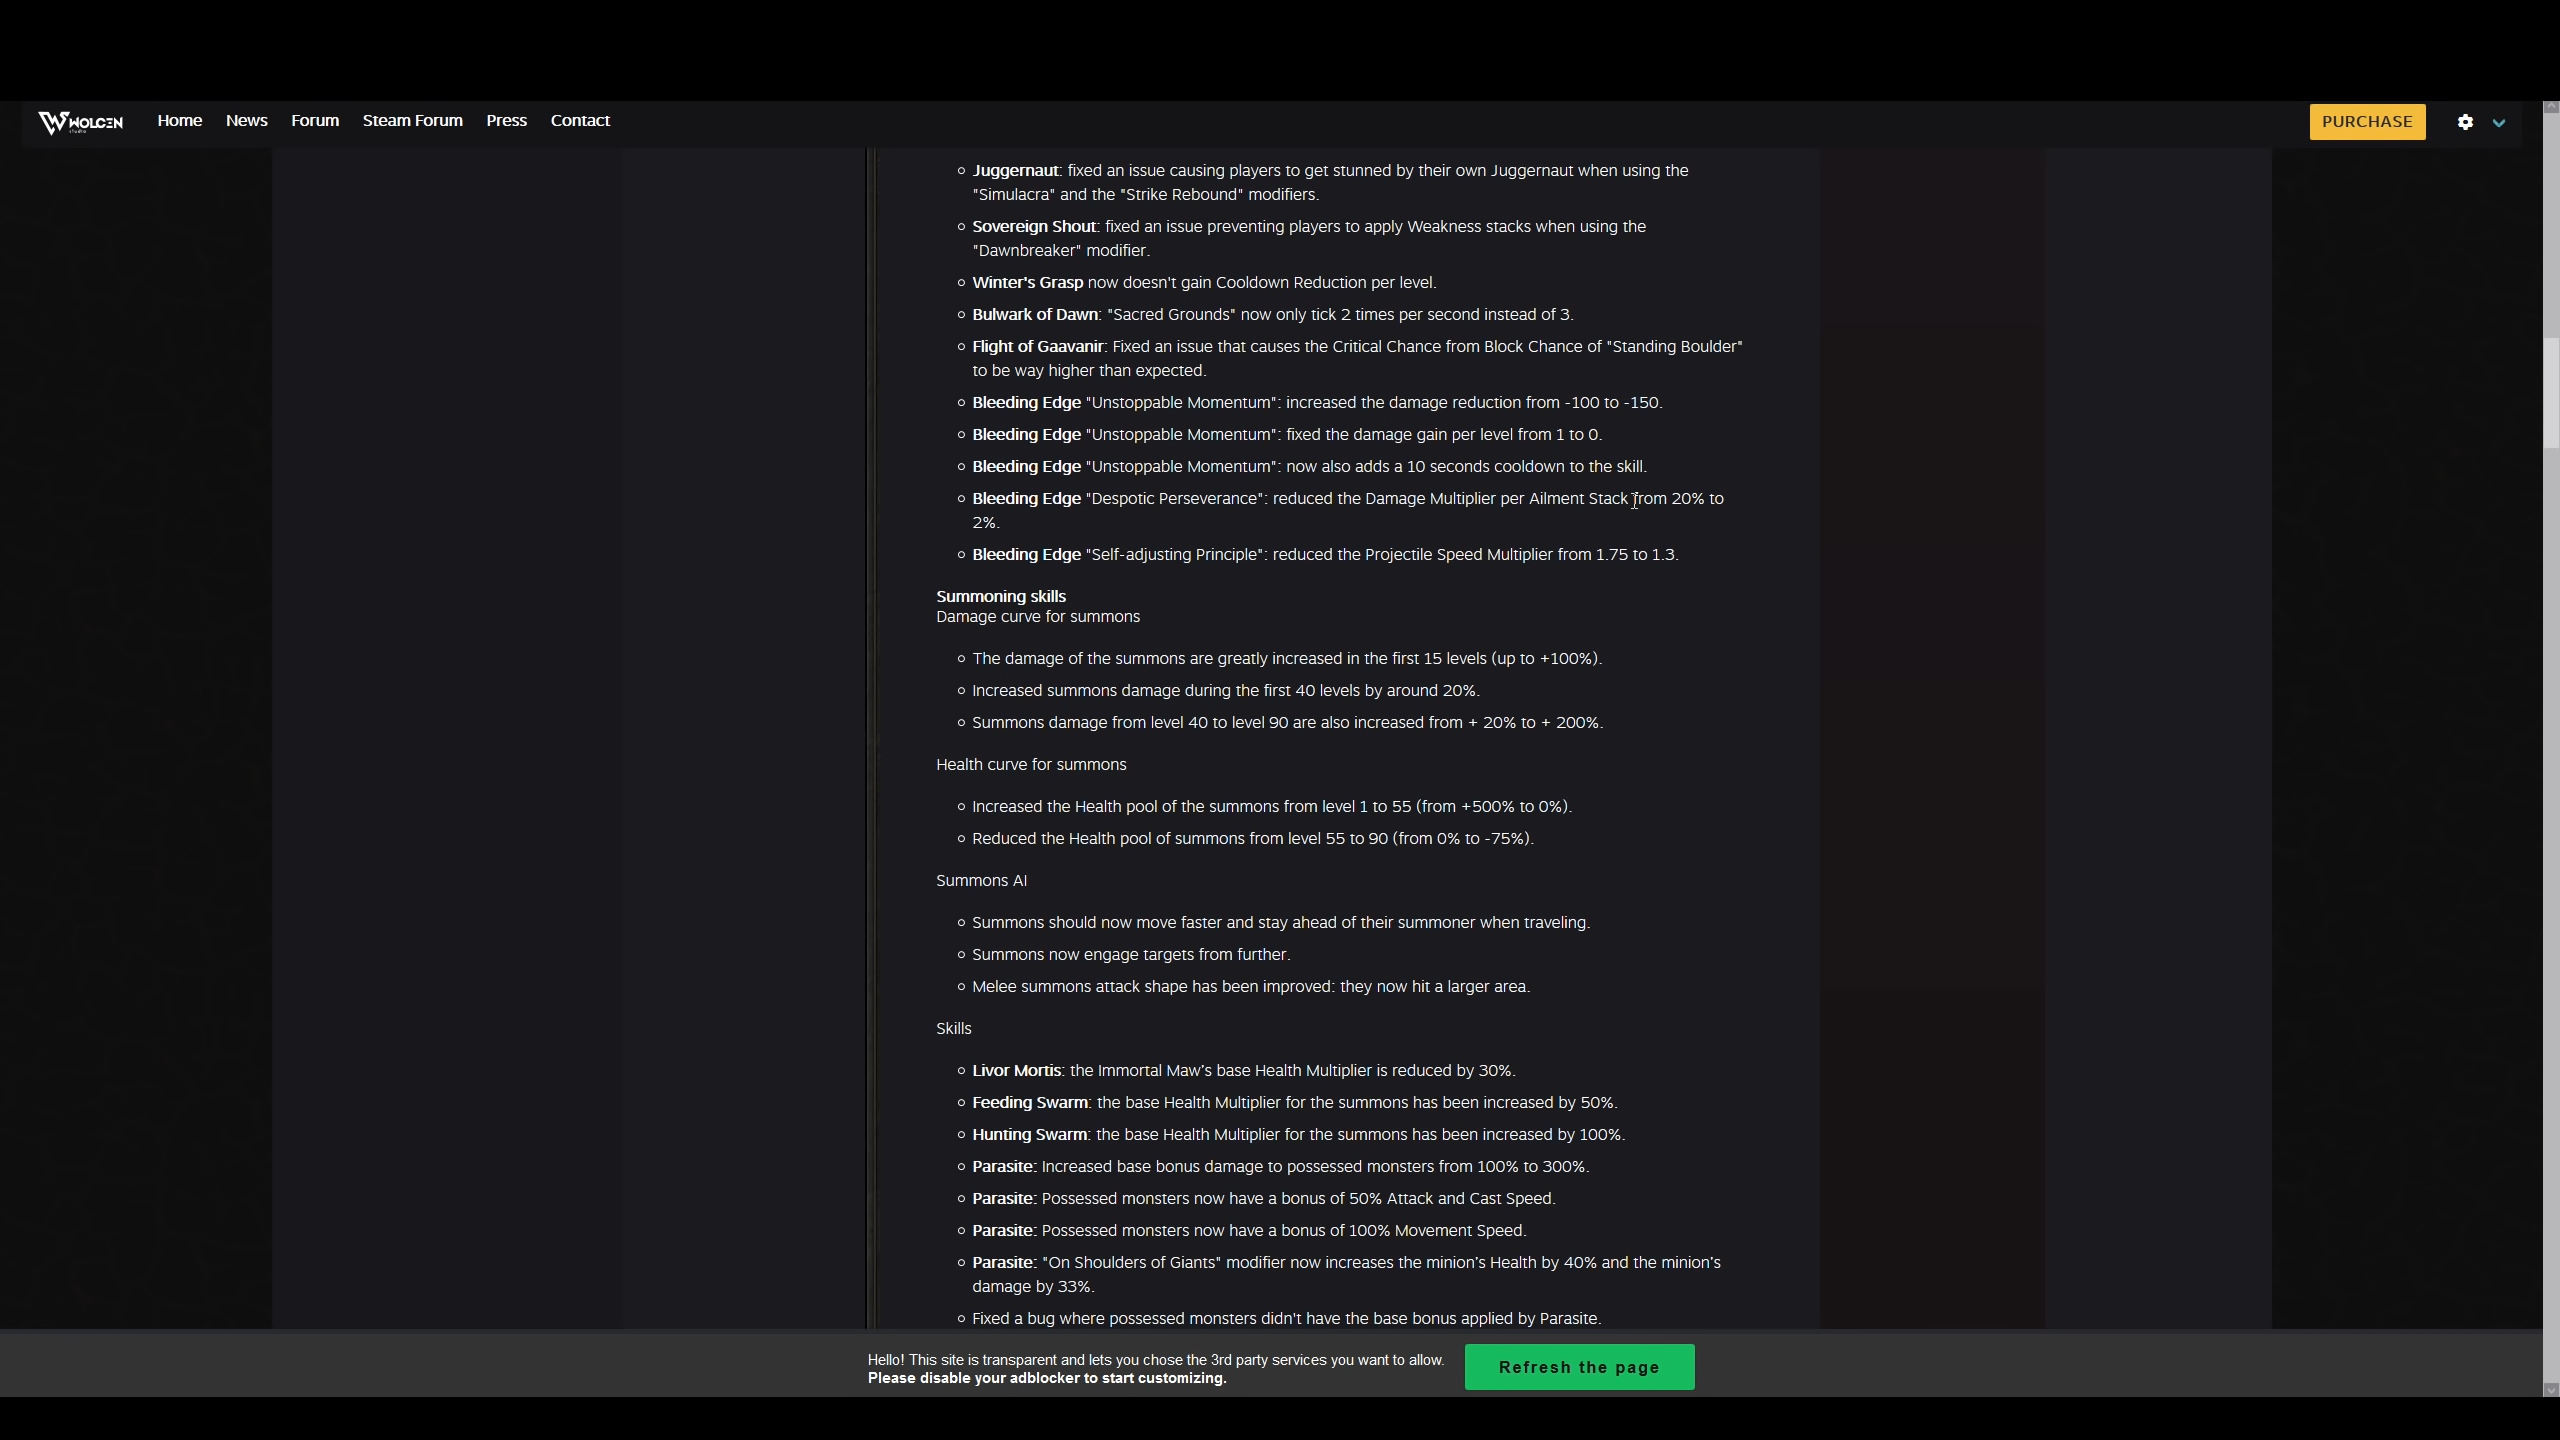 WOLCEN
studio
Home News Forum Steam Forum Press Contact
PURCHASE
Juggernaut: fixed an issue causing players to get stunned by their own Juggernaut when using the
"Simulacra" and the "Strike Rebound" modifiers.
Sovereign Shout: fixed an issue preventing players to apply Weakness stacks when using the
"Dawnbreaker" modifier.
Winter's Grasp now doesn't gain Cooldown Reduction per level.
Bulwark of Dawn: "Sacred Grounds" now only tick 2 times per second instead of 3.
Flight of Gaavanir: Fixed an issue that causes the Critical Chance from Block Chance of "Standing Boulder"
to be way higher than expected.
Bleeding Edge "Unstoppable Momentum": increased the damage reduction from -100 to -150.
Bleeding Edge "Unstoppable Momentum": fixed the damage gain per level from 1 to 0.
Bleeding Edge "Unstoppable Momentum": now also adds a 10 seconds cooldown to the skill.
Bleeding Edge "Despotic Perseverance": reduced the Damage Multiplier per Ailment Stack from 20% to
2%.
Bleeding Edge "Self-adjusting Principle": reduced the Projectile Speed Multiplier from 1.75 to 1.3.
Summoning skills
Damage curve for summons
The damage of the summons are greatly increased in the first 15 levels (up to +100%).
Increased summons damage during the first 40 levels by around 20%.
Summons damage from level 40 to level 90 are also increased from + 20% to + 200%.
Health curve for summons
Increased the Health pool of the summons from level 1 to 55 (from +500% to 0%).
Reduced the Health pool of summons from level 55 to 90 (from 0% to -75%).
Summons AI
Summons should now move faster and stay ahead of their summoner when traveling.
Summons now engage targets from further.
Melee summons attack shape has been improved: they now hit a larger area.
Skills
Livor Mortis: the Immortal Maw's base Health Multiplier is reduced by 30%.
Feeding Swarm: the base Health Multiplier for the summons has been increased by 50%.
Hunting Swarm: the base Health Multiplier for the summons has been increased by 100%.
Parasite: Increased base bonus damage to possessed monsters from 100% to 300%.
Parasite: Possessed monsters now have a bonus of 50% Attack and Cast Speed.
Parasite: Possessed monsters now have a bonus of 100% Movement Speed.
Parasite: "On Shoulders of Giants" modifier now increases the minion's Health by 40% and the minion's
damage by 33%.
Fixed a bug where possessed monsters didn't have the base bonus applied by Parasite.
Hello! This site is transparent and lets you chose the 3rd party services you want to allow.
Please disable your adblocker to start customizing.
Refresh the page